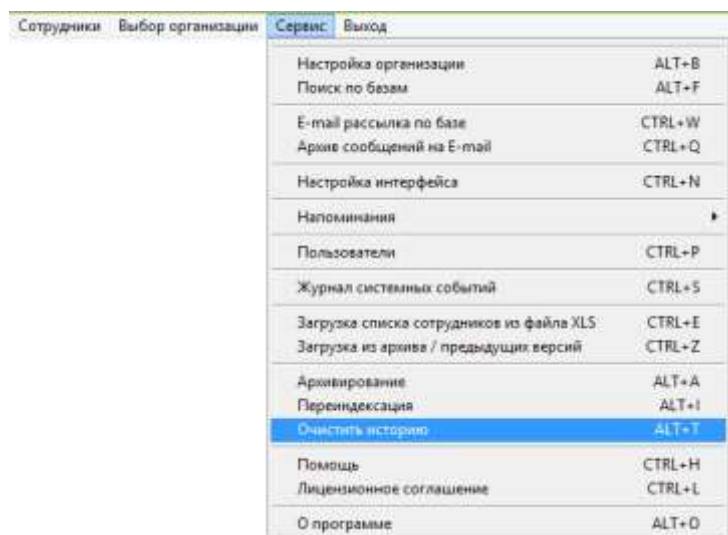 Сотрудники Выбор организации Сервис Выход
Настройка организации ALT+B
Поиск по базам ALT+F
E-mail рассылка по базе CTRL+W
Архив сообщений на E-mail CTRL+Q
Настройка интерфейса CTRL+N
Напоминания
Пользователи CTRL+P
Журнал системных событий CTRL+S
Загрузка списка сотрудников из файла XLS CTRL+E
Загрузка из архива / предыдущих версий CTRL+Z
Архивирование ALT+A
Переиндексация ALT+I
Очистить историю ALT+T
Помощь CTRL+H
Лицензионное соглашение CTRL+L
О программе ALT+O